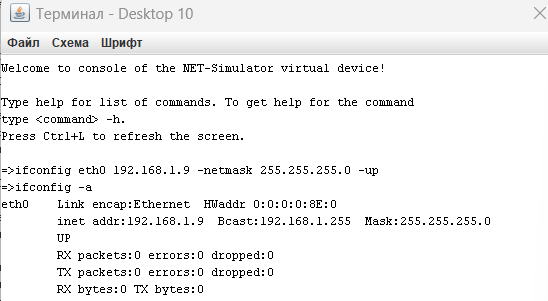 Терминал - Desktop 10
Файл Схема Шрифт
Welcome to console of the NET-Simulator virtual device!
Type help for list of commands. To get help for the command
type <command> -h.
Press Ctrl+L to refresh the screen.
=>ifconfig eth0 192.168.1.9 -netmask 255.255.255.0 -up
=>ifconfig -a
eth0 Link encap:Ethernet HWaddr 0:0:0:0:8E:0
inet addr:192.168.1.9 Bcast:192.168.1.255 Mask:255.255.255.0
UP
RX packets:0 errors:0 dropped:0
TX packets:0 errors:0 dropped:0
RX bytes:0 TX bytes:0